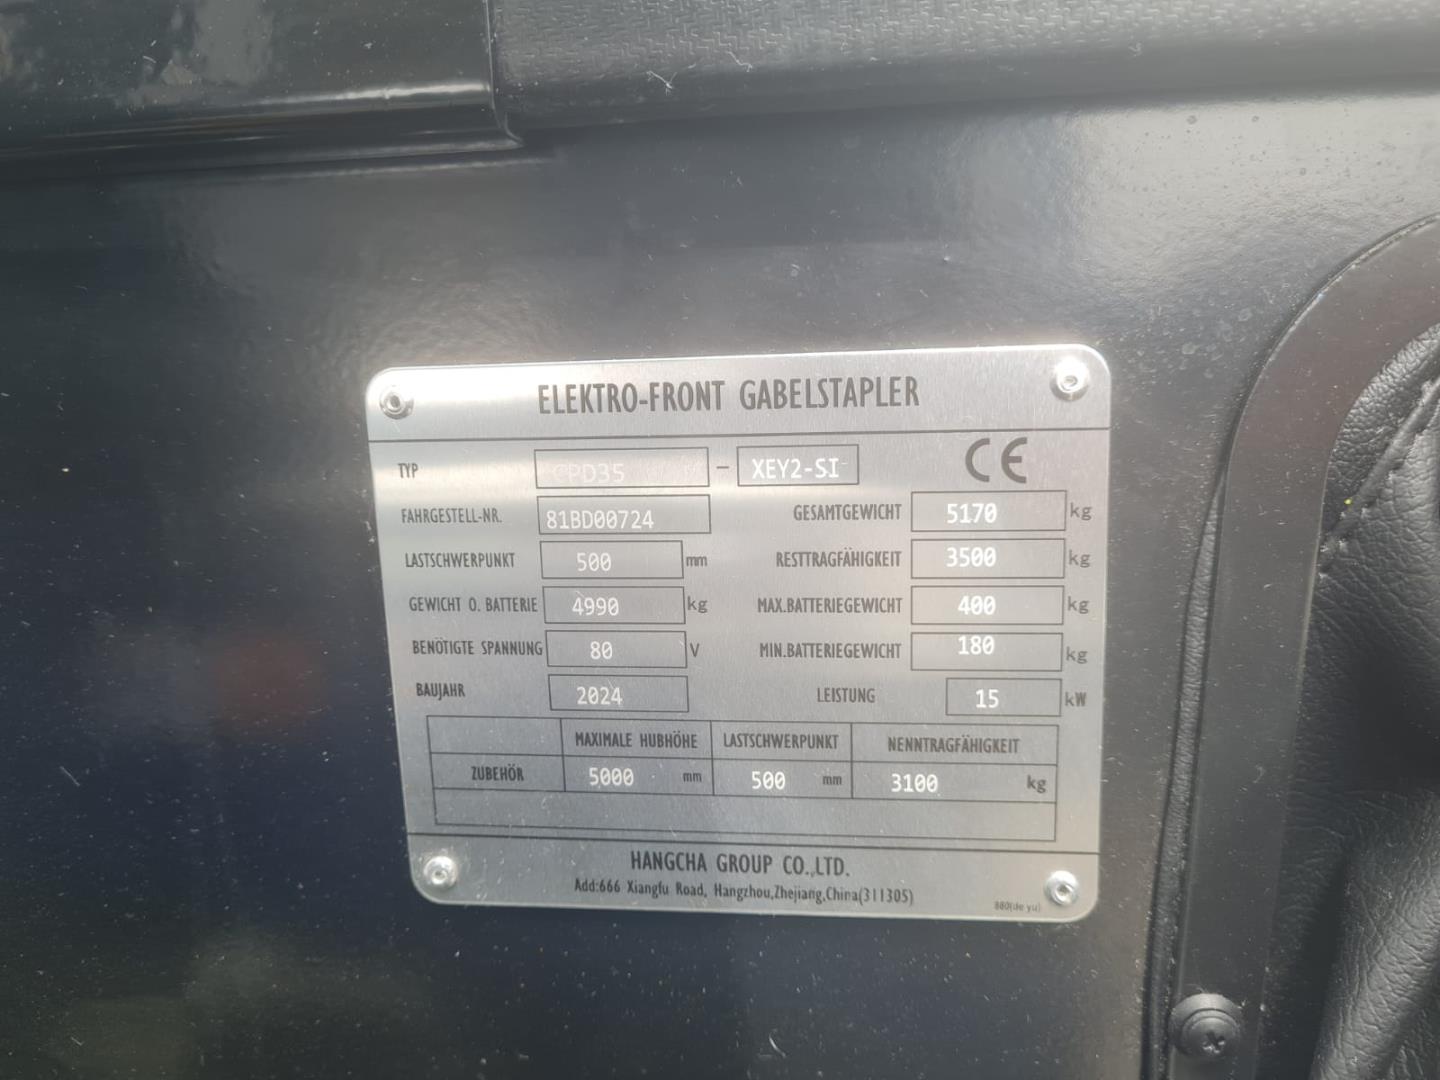 ELEKTRO-FRONT GABELSTAPLER
TYP CPD35 - XEY2-SI CE
FAHRGESTELL-NR. 81BD00724 GESAMTGEWICHT 5170 kg
LASTSCHWERPUNKT 500 mm RESTTRAGFÄHIGKEIT 3500 kg
GEWICHT O. BATTERIE 4990 kg MAX.BATTERIEGEWICHT 400 kg
BENÖTIGTE SPANNUNG 80 V MIN.BATTERIEGEWICHT 180 kg
BAUJAHR 2024 LEISTUNG 15 kW
MAXIMALE HUBHÖHE LASTSCHWERPUNKT NENNTRAGFÄHIGKEIT
ZUBEHÖR 5000 mm 500 mm 3100 kg
HANGCHA GROUP CO.,LTD.
Add:666 Xiangfu Road, Hangzhou,Zhejiang,China(311305)
880(de yu)